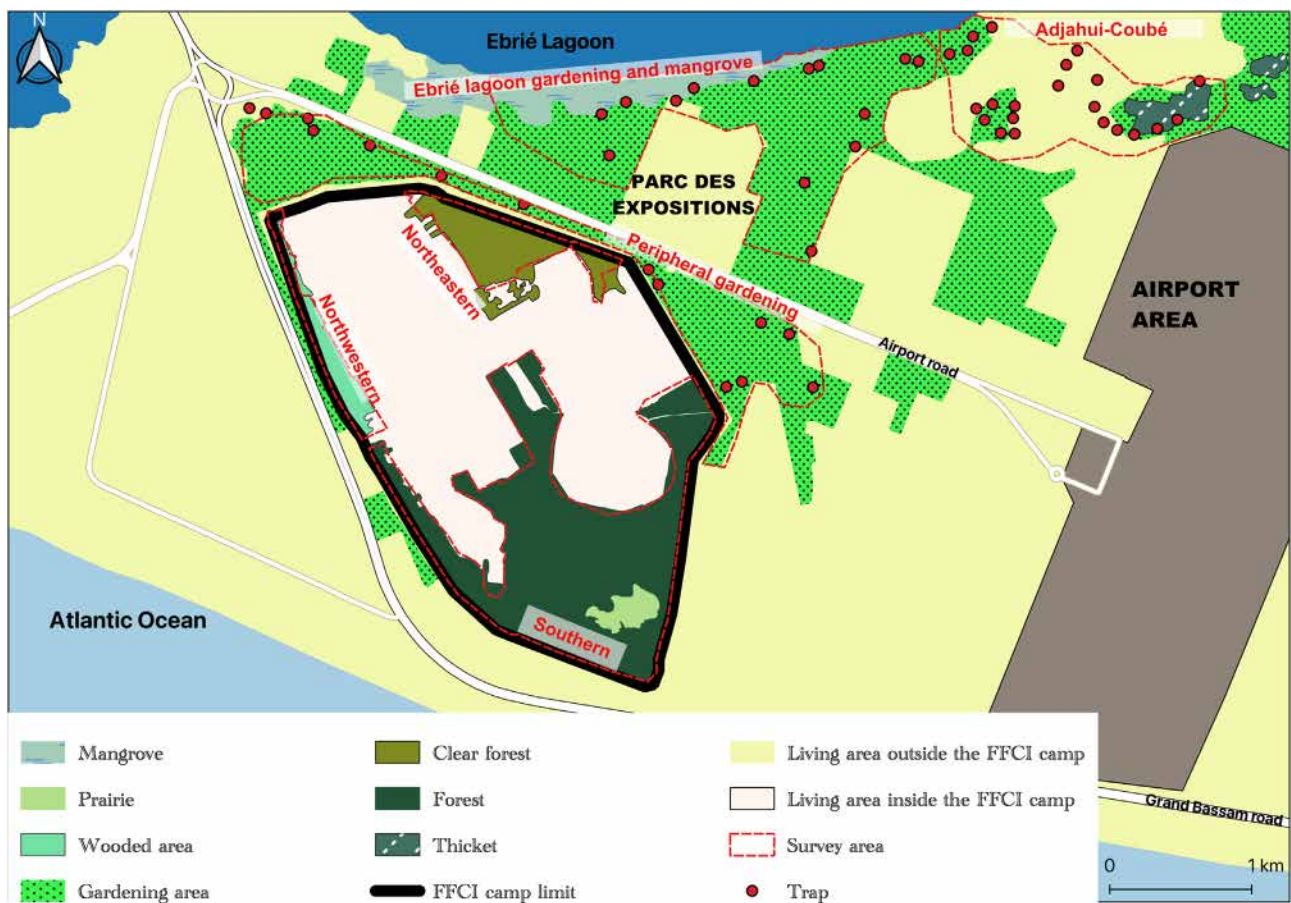 N
Ebrié Lagoon
Adjahui-Coubé
Ebrié lagoon gardening and mangrove
PARC DES
EXPOSITIONS
Peripheral gardening
Northeastern
Northwestern
AIRPORT
AREA
Airport road
Atlantic Ocean
Southern
Grand Bassam road
Mangrove
Clear forest
Living area outside the FFCI camp
Prairie
Forest
Living area inside the FFCI camp
Wooded area
Thicket
Survey area
Gardening area
FFCI camp limit
Trap
0
1 km